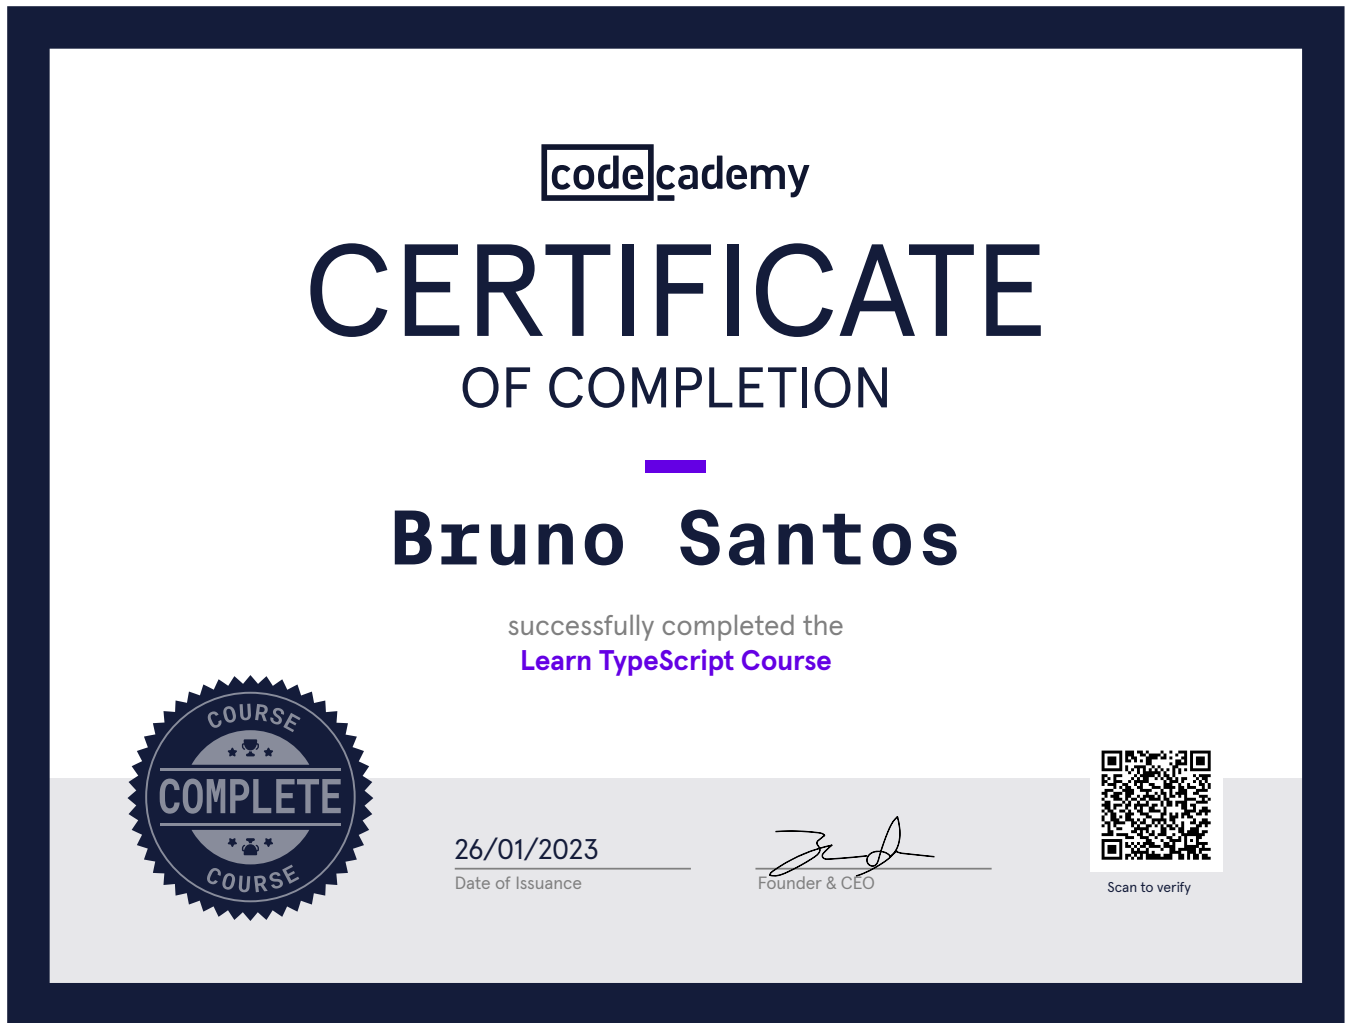 codecademy
CERTIFICATE
OF COMPLETION
Bruno Santos
successfully completed the
Learn TypeScript Course
COURSE
COMPLETE
COURSE
26/01/2023
Date of Issuance
Founder & CEO
Scan to verify